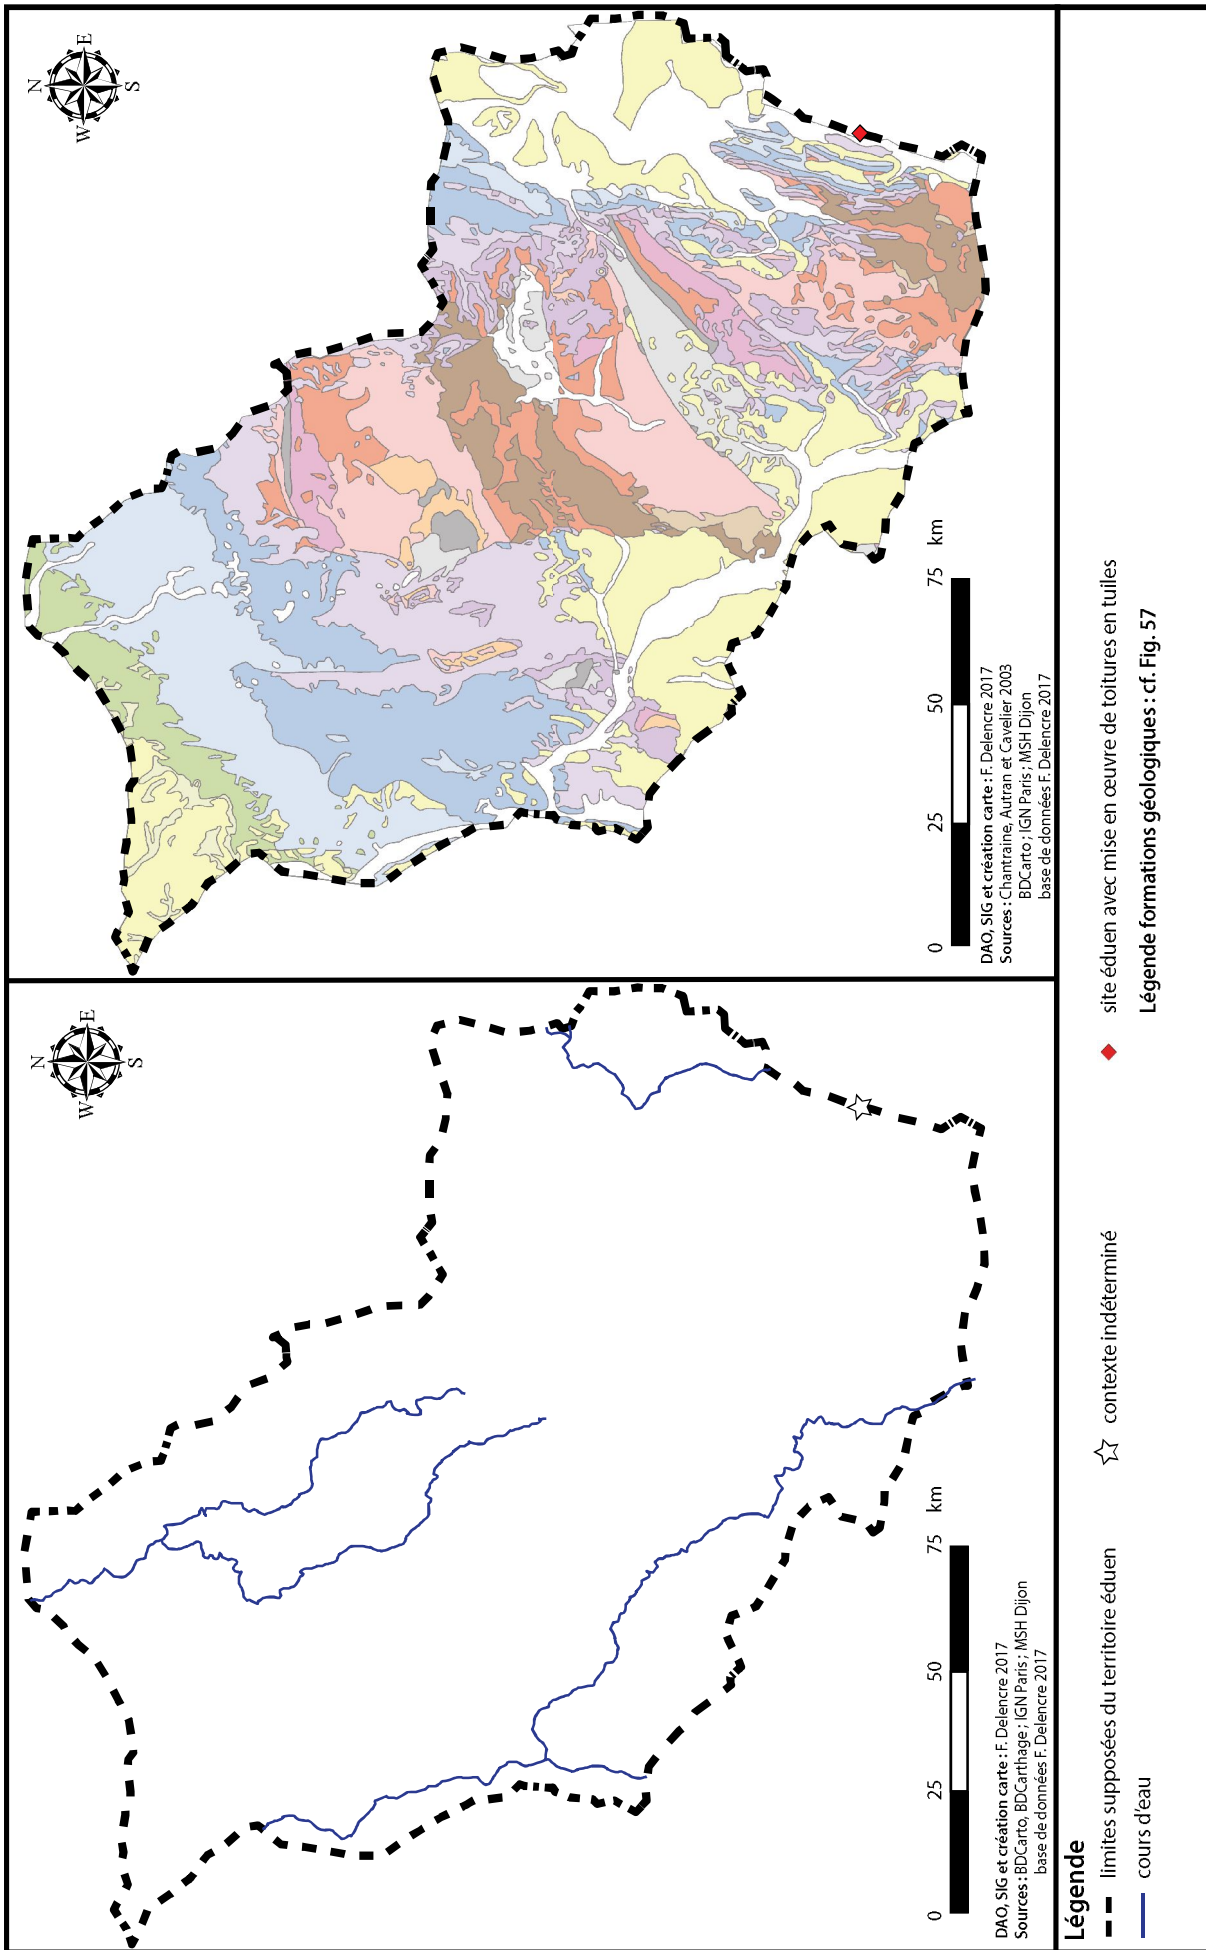 N
E
S
W
0 25 50 75 km
DAO, SIG et création carte : F. Delencre 2017
Sources : BDCarto, BDCarthage ; IGN Paris ; MSH Dijon
base de données F. Delencre 2017
N
E
S
W
0 25 50 75 km
DAO, SIG et création carte : F. Delencre 2017
Sources : Chantraine, Autran et Cavelier 2003
BDCarto ; IGN Paris ; MSH Dijon
base de données F. Delencre 2017
Légende
limites supposées du territoire éduen
cours d'eau
contexte indéterminé
site éduen avec mise en œuvre de toitures en tuiles
Légende formations géologiques : cf. Fig. 57